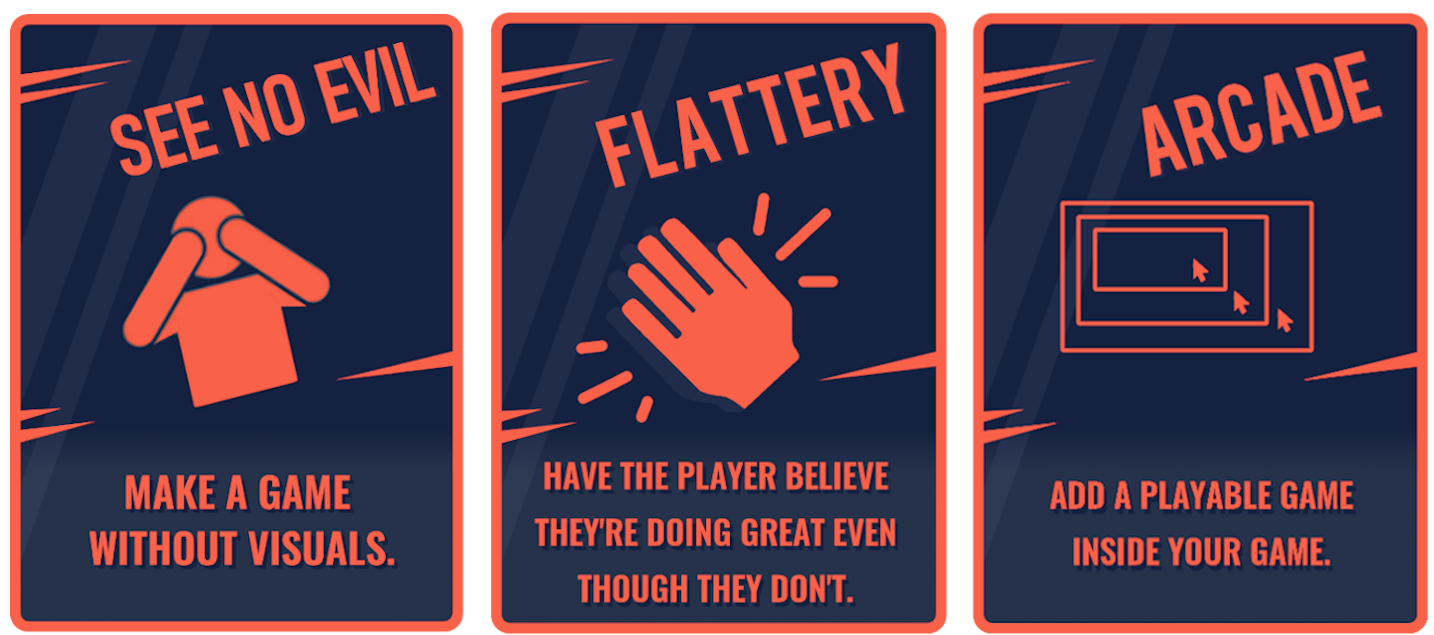 SEE NO EVIL
MAKE A GAME
WITHOUT VISUALS.
FLATTERY
HAVE THE PLAYER BELIEVE
THEY'RE DOING GREAT EVEN
THOUGH THEY DON'T.
ARCADE
ADD A PLAYABLE GAME
INSIDE YOUR GAME.